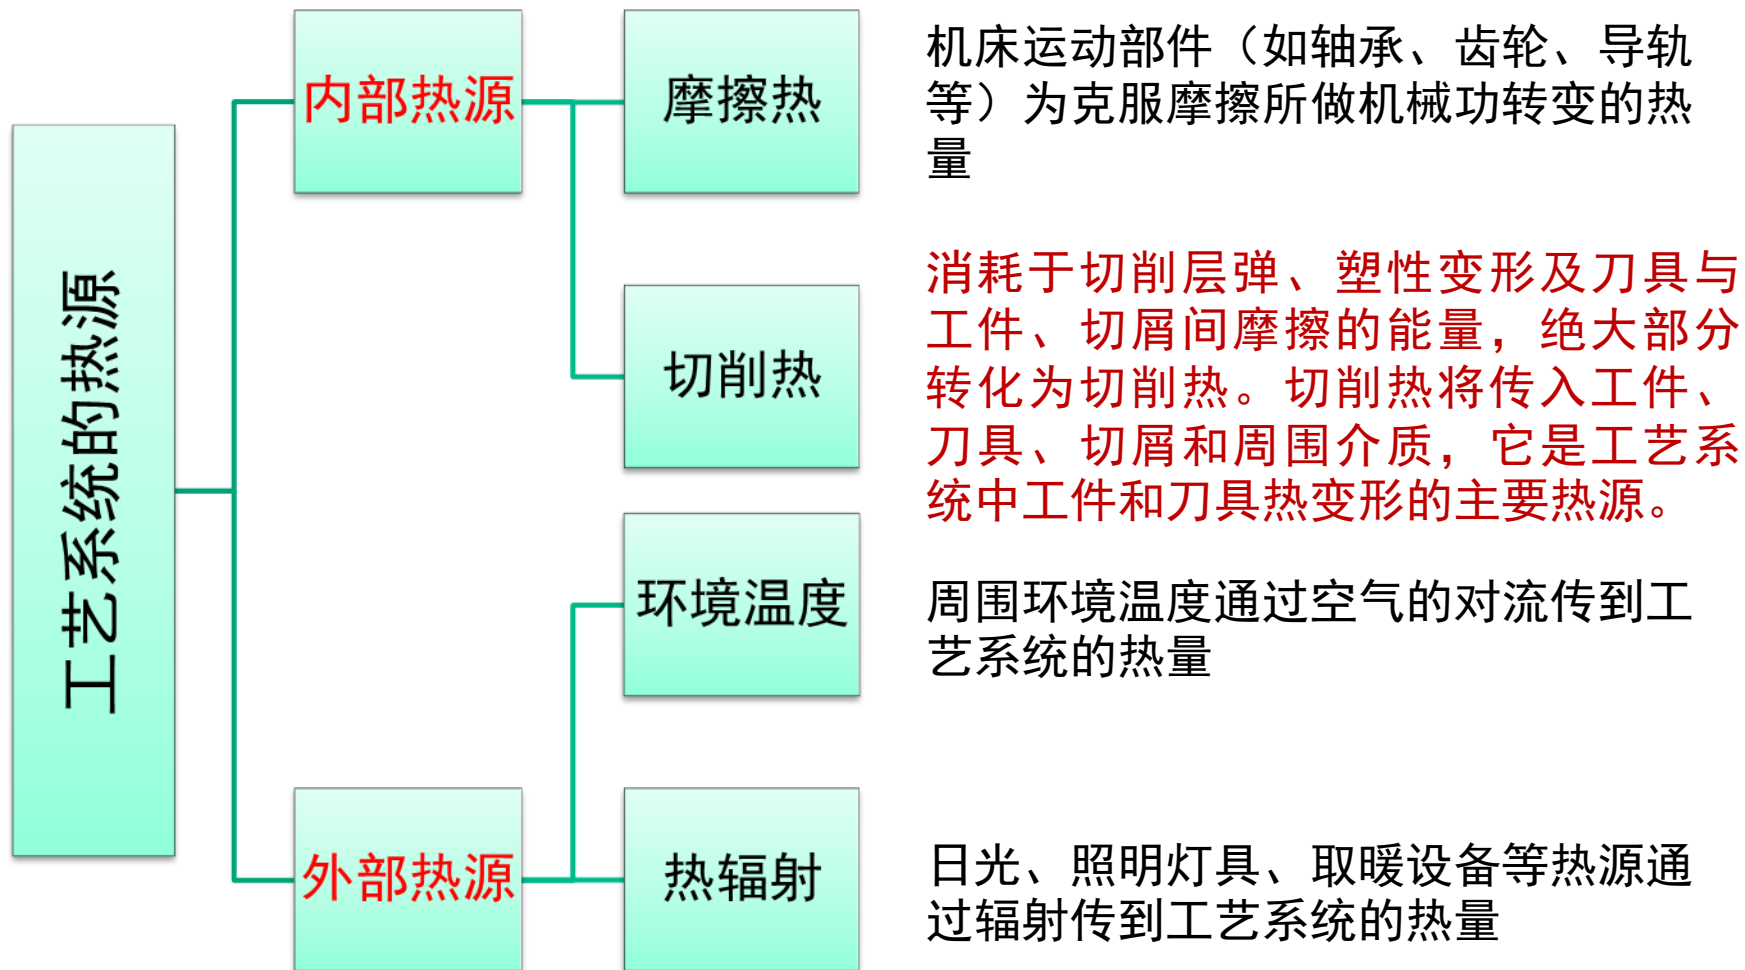 工艺系统的热源
内部热源
摩擦热
机床运动部件（如轴承、齿轮、导轨
等）为克服摩擦所做机械功转变的热
量
切削热
消耗于切削层弹、塑性变形及刀具与
工件、切屑间摩擦的能量，绝大部分
转化为切削热。切削热将传入工件、
刀具、切屑和周围介质，它是工艺系
统中工件和刀具热变形的主要热源。
环境温度
周围环境温度通过空气的对流传到工
艺系统的热量
外部热源
热辐射
日光、照明灯具、取暖设备等热源通
过辐射传到工艺系统的热量